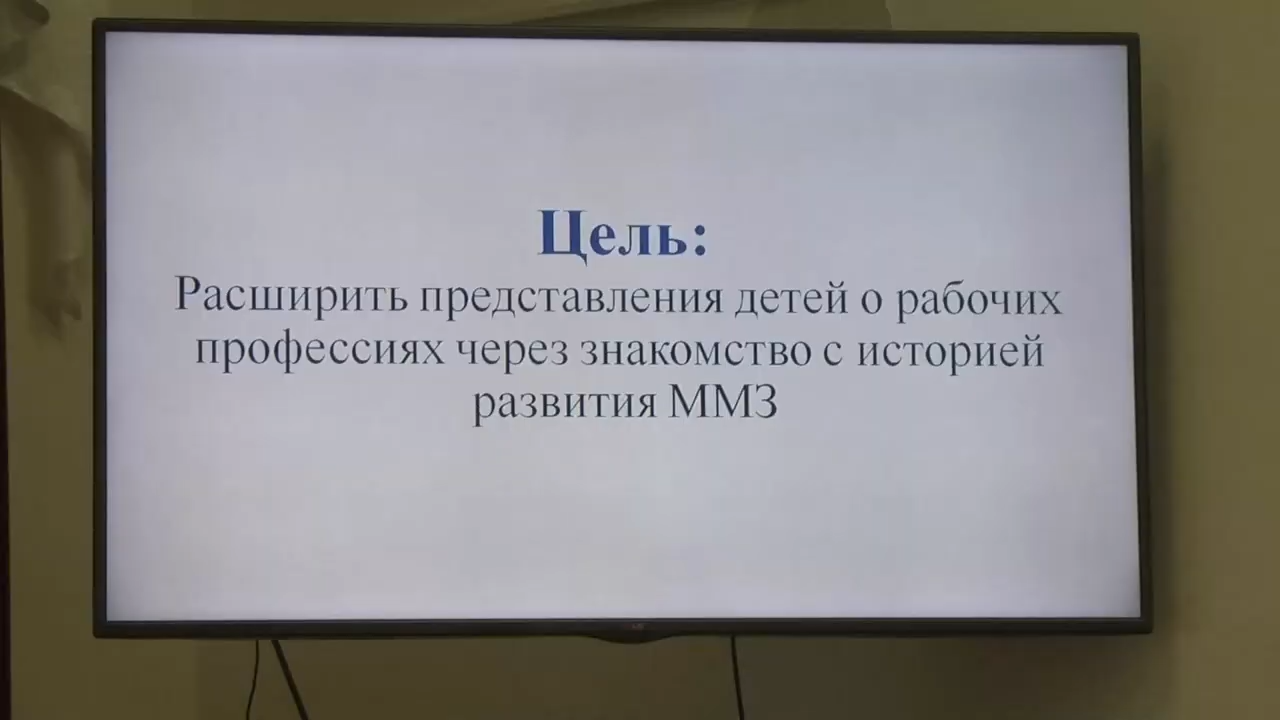 Цель:
Расширить представления детей о рабочих
профессиях через знакомство с историей
развития ММЗ